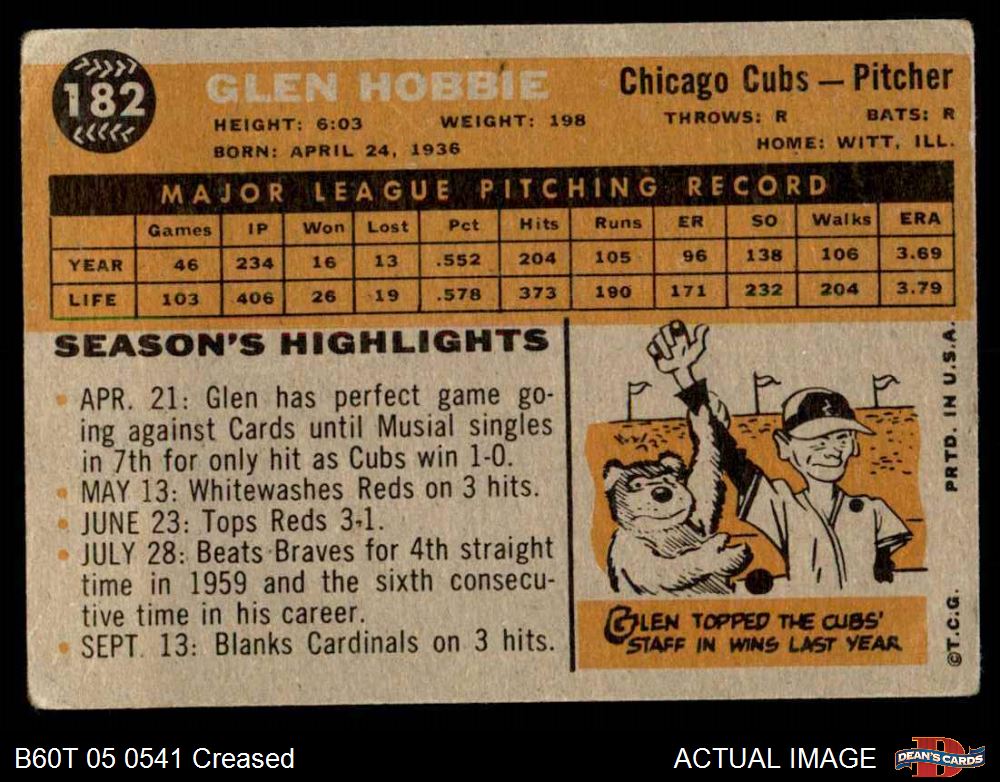 182
GLEN HOBBIE
Chicago Cubs — Pitcher
HEIGHT: 6:03 WEIGHT: 198 THROWS: R BATS: R
BORN: APRIL 24, 1936 HOME: WITT, ILL.
MAJOR LEAGUE PITCHING RECORD
Games IP Won Lost Pct Hits Runs ER SO Walks ERA
YEAR 46 234 16 13 .552 204 105 96 138 106 3.69
LIFE 103 406 26 19 .578 373 190 171 232 204 3.79
SEASON'S HIGHLIGHTS
• APR. 21: Glen has perfect game go-
ing against Cards until Musial singles
in 7th for only hit as Cubs win 1-0.
• MAY 13: Whitewashes Reds on 3 hits.
• JUNE 23: Tops Reds 3-1.
• JULY 28: Beats Braves for 4th straight
time in 1959 and the sixth consecu-
tive time in his career.
• SEPT. 13: Blanks Cardinals on 3 hits.
GLEN TOPPED THE CUBS'
STAFF IN WINS LAST YEAR
©T.C.G. PRTD. IN U.S.A.
B60T 05 0541 Creased
ACTUAL IMAGE
D
DEAN'S CARDS